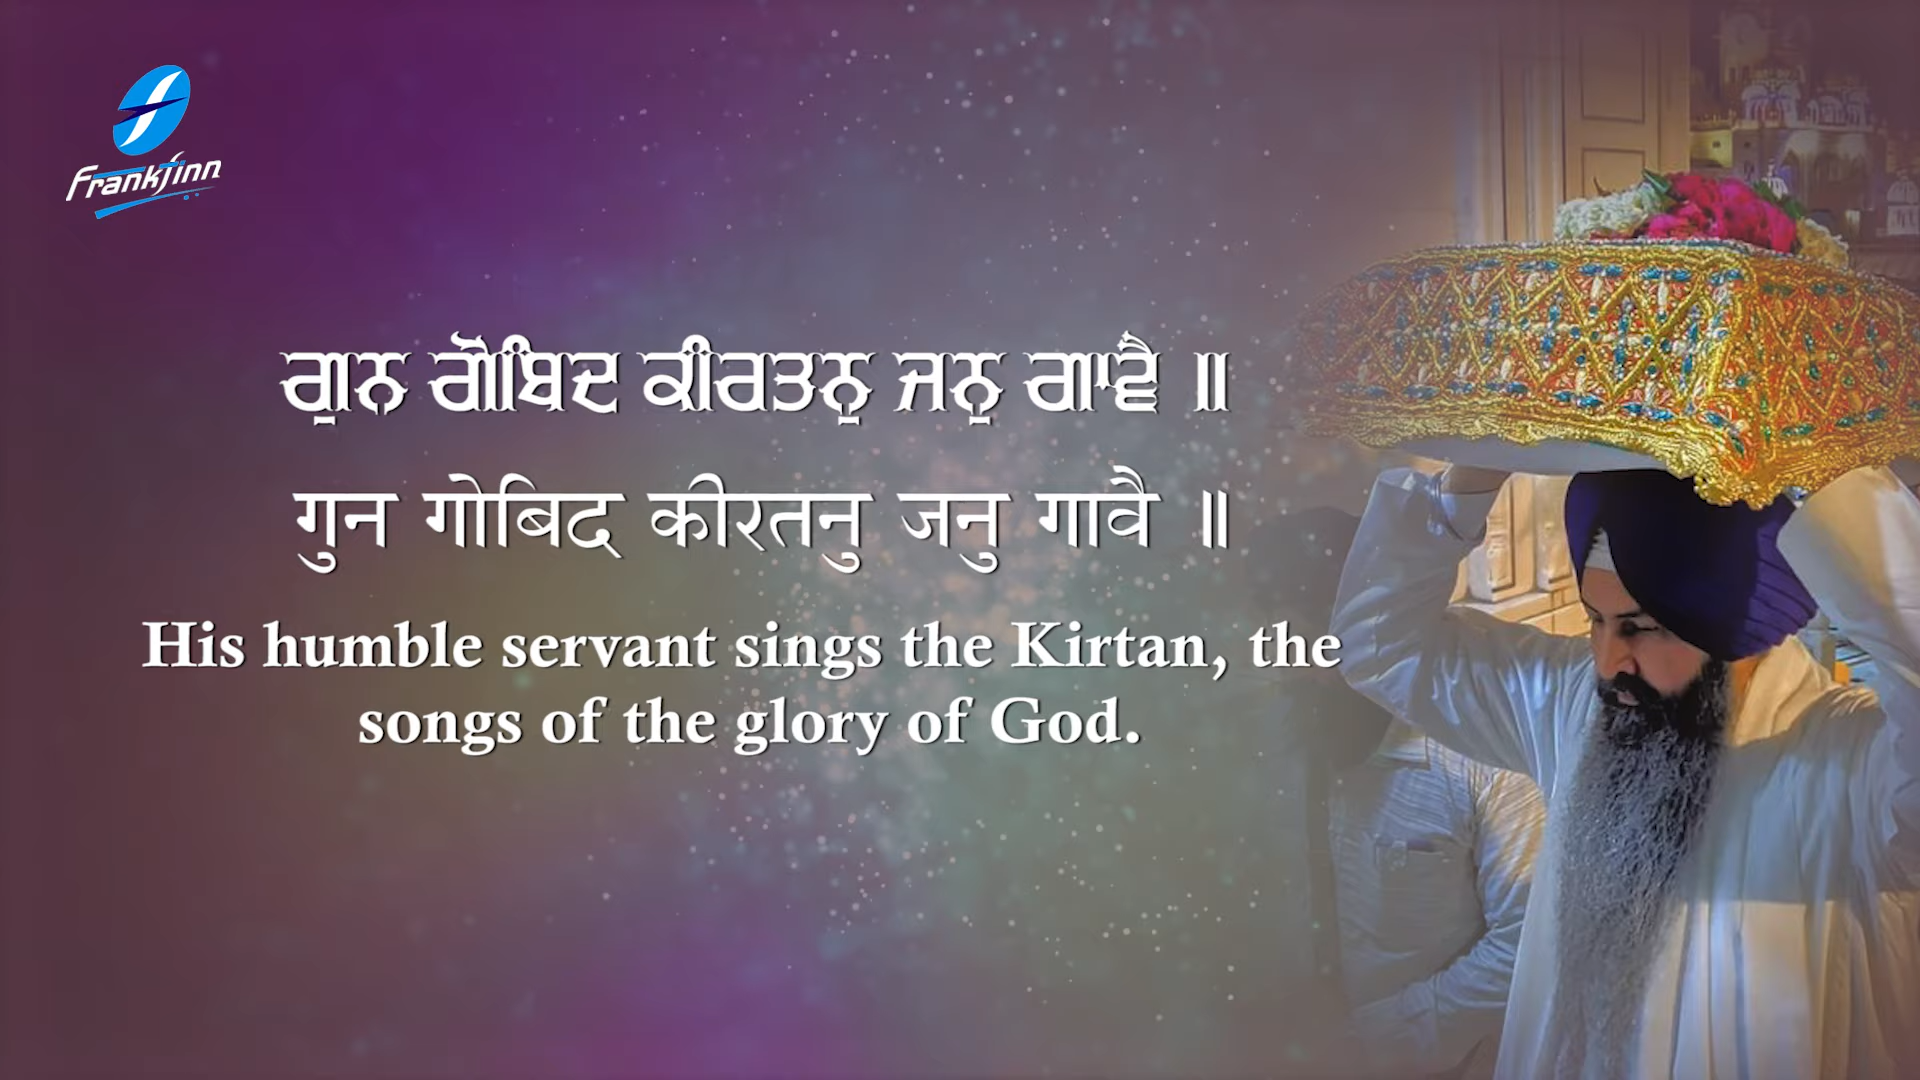 Frankfinn
ਗੁਨ ਗੋਬਿਦ ਕੀਰਤਨੁ ਜਨੁ ਗਾਵੈ ॥
गुन गोबिद कीरतनु जनु गावै ॥
His humble servant sings the Kirtan, the
songs of the glory of God.